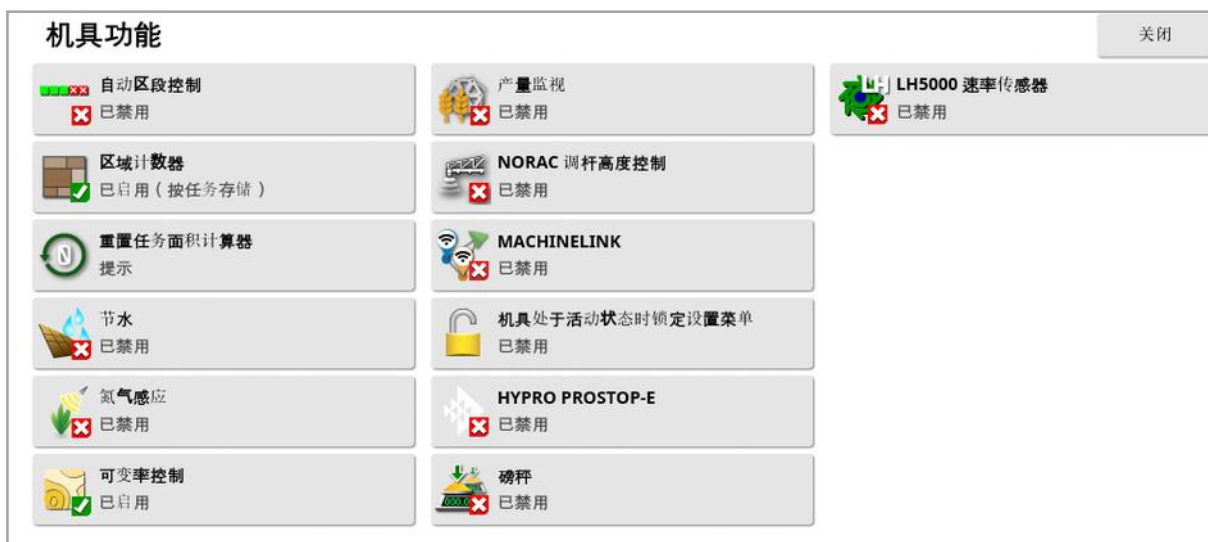 机具功能
关闭
自动区段控制
已禁用
区域计数器
已启用（按任务存储）
重置任务面积计算器
提示
节水
已禁用
氮气感应
已禁用
可变率控制
已启用
产量监视
已禁用
NORAC 调杆高度控制
已禁用
MACHINELINK
已禁用
机具处于活动状态时锁定设置菜单
已禁用
HYPRO PROSTOP-E
已禁用
磅秤
已禁用
LH5000 速率传感器
已禁用